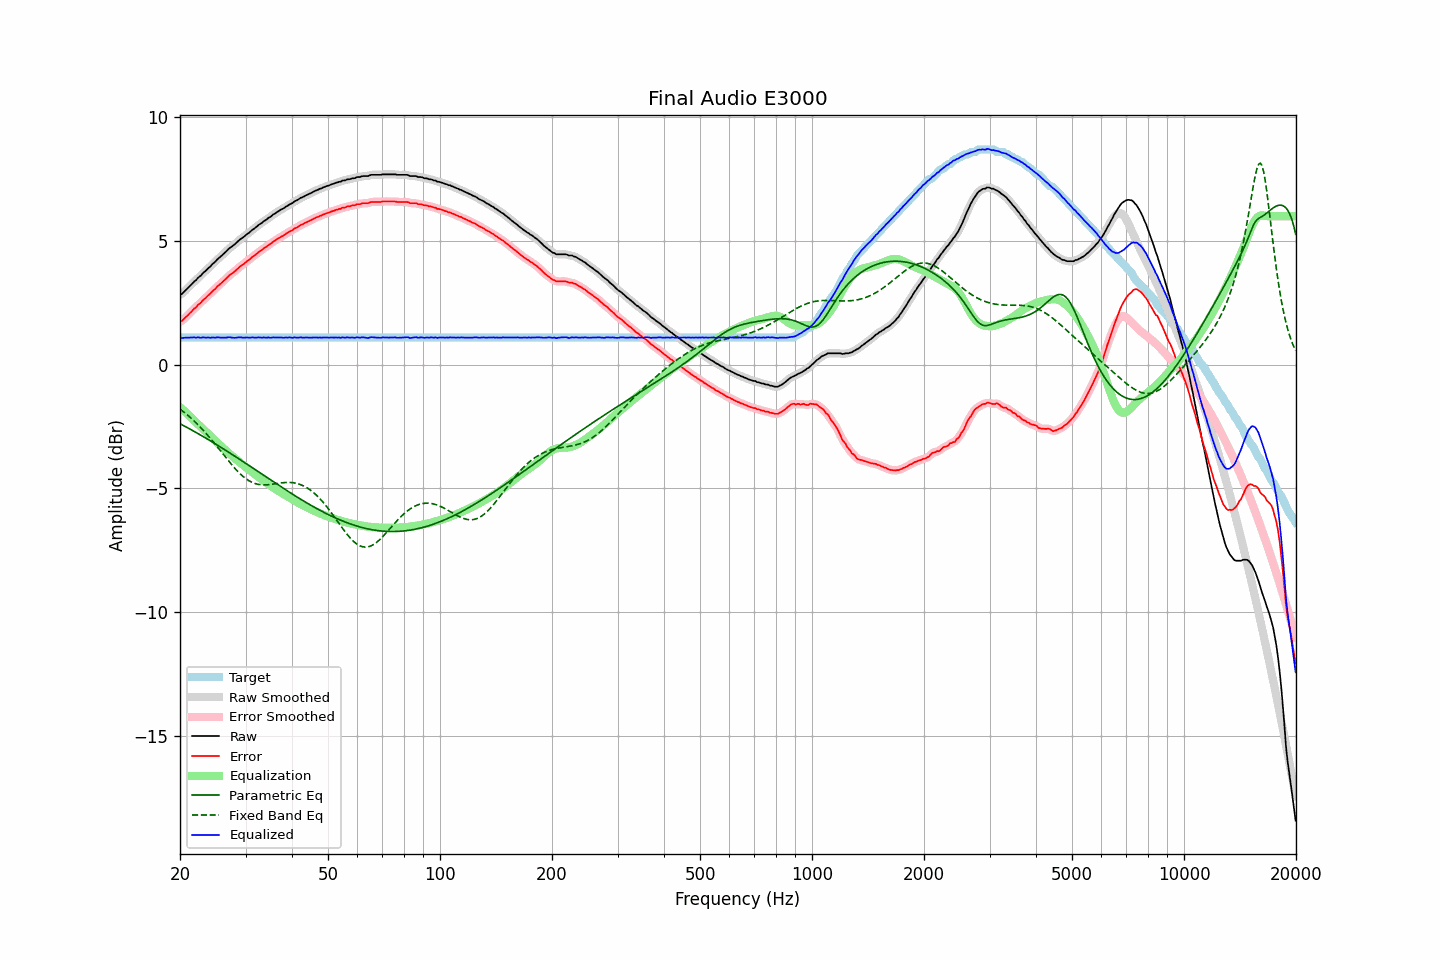 Final Audio E3000
10
5
0
−5
−10
−15
Amplitude (dBr)
Target
Raw Smoothed
Error Smoothed
Raw
Error
Equalization
Parametric Eq
Fixed Band Eq
Equalized
20
50
100
200
500
1000
2000
5000
10000
20000
Frequency (Hz)